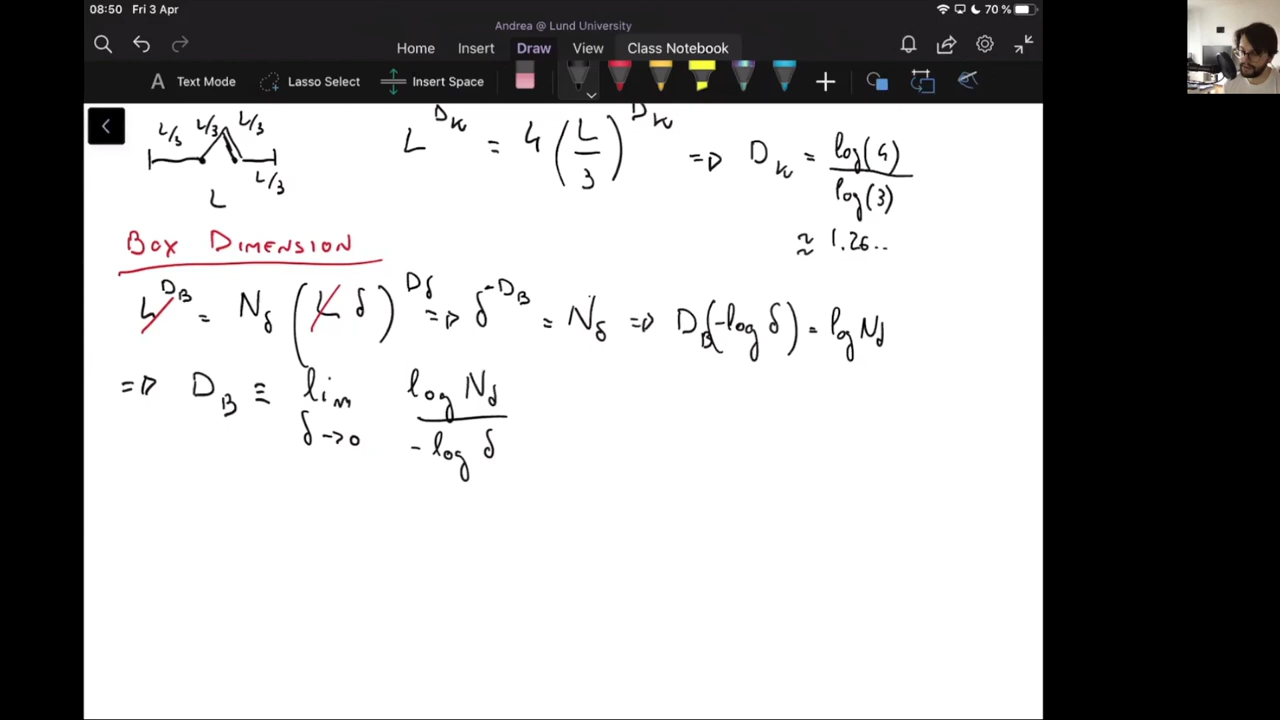 08:50 Fri 3 Apr
70 %
Andrea @ Lund University
Home Insert Draw View Class Notebook
Text Mode Lasso Select Insert Space
L/3 L/3 L/3
L/3
L
L^{D_K} = 4 (L/3)^{D_K} => D_K = log(4)/log(3)
≈ 1.26..
BOX DIMENSION
L^{D_B} = N_δ (L δ)^{Dδ} => δ^{-D_B} = N_δ => D_B(-log δ) = log N_δ
=> D_B ≡ lim_{δ→0} log N_δ / -log δ